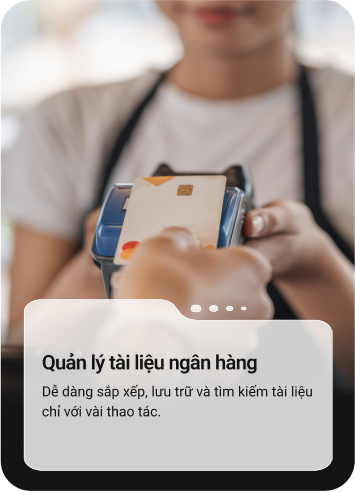 Quản lý tài liệu ngân hàng
Dễ dàng sắp xếp, lưu trữ và tìm kiếm tài liệu
chỉ với vài thao tác.